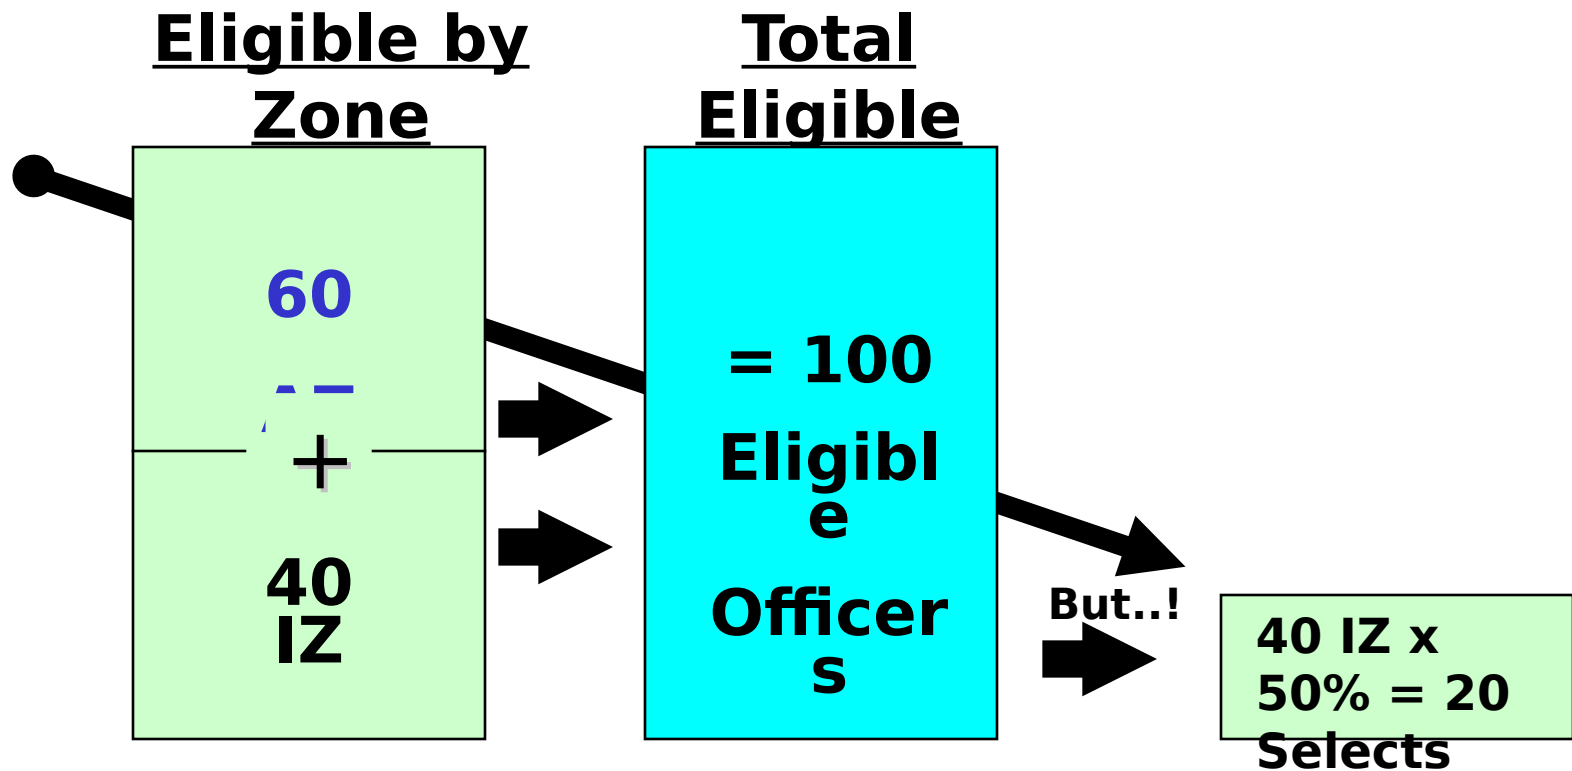 Eligible by
Zone
Total
Eligible
60
+
40
IZ
= 100
Eligibl
e
Officer
s
But..!
40 IZ x
50% = 20
Selects